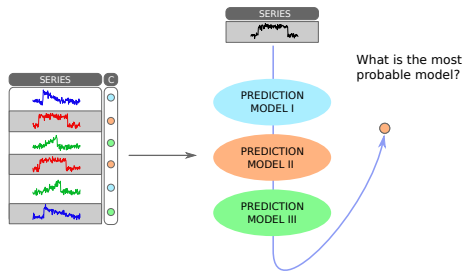 SERIES
What is the most
probable model?
SERIES
C
PREDICTION
MODEL I
PREDICTION
MODEL II
PREDICTION
MODEL III